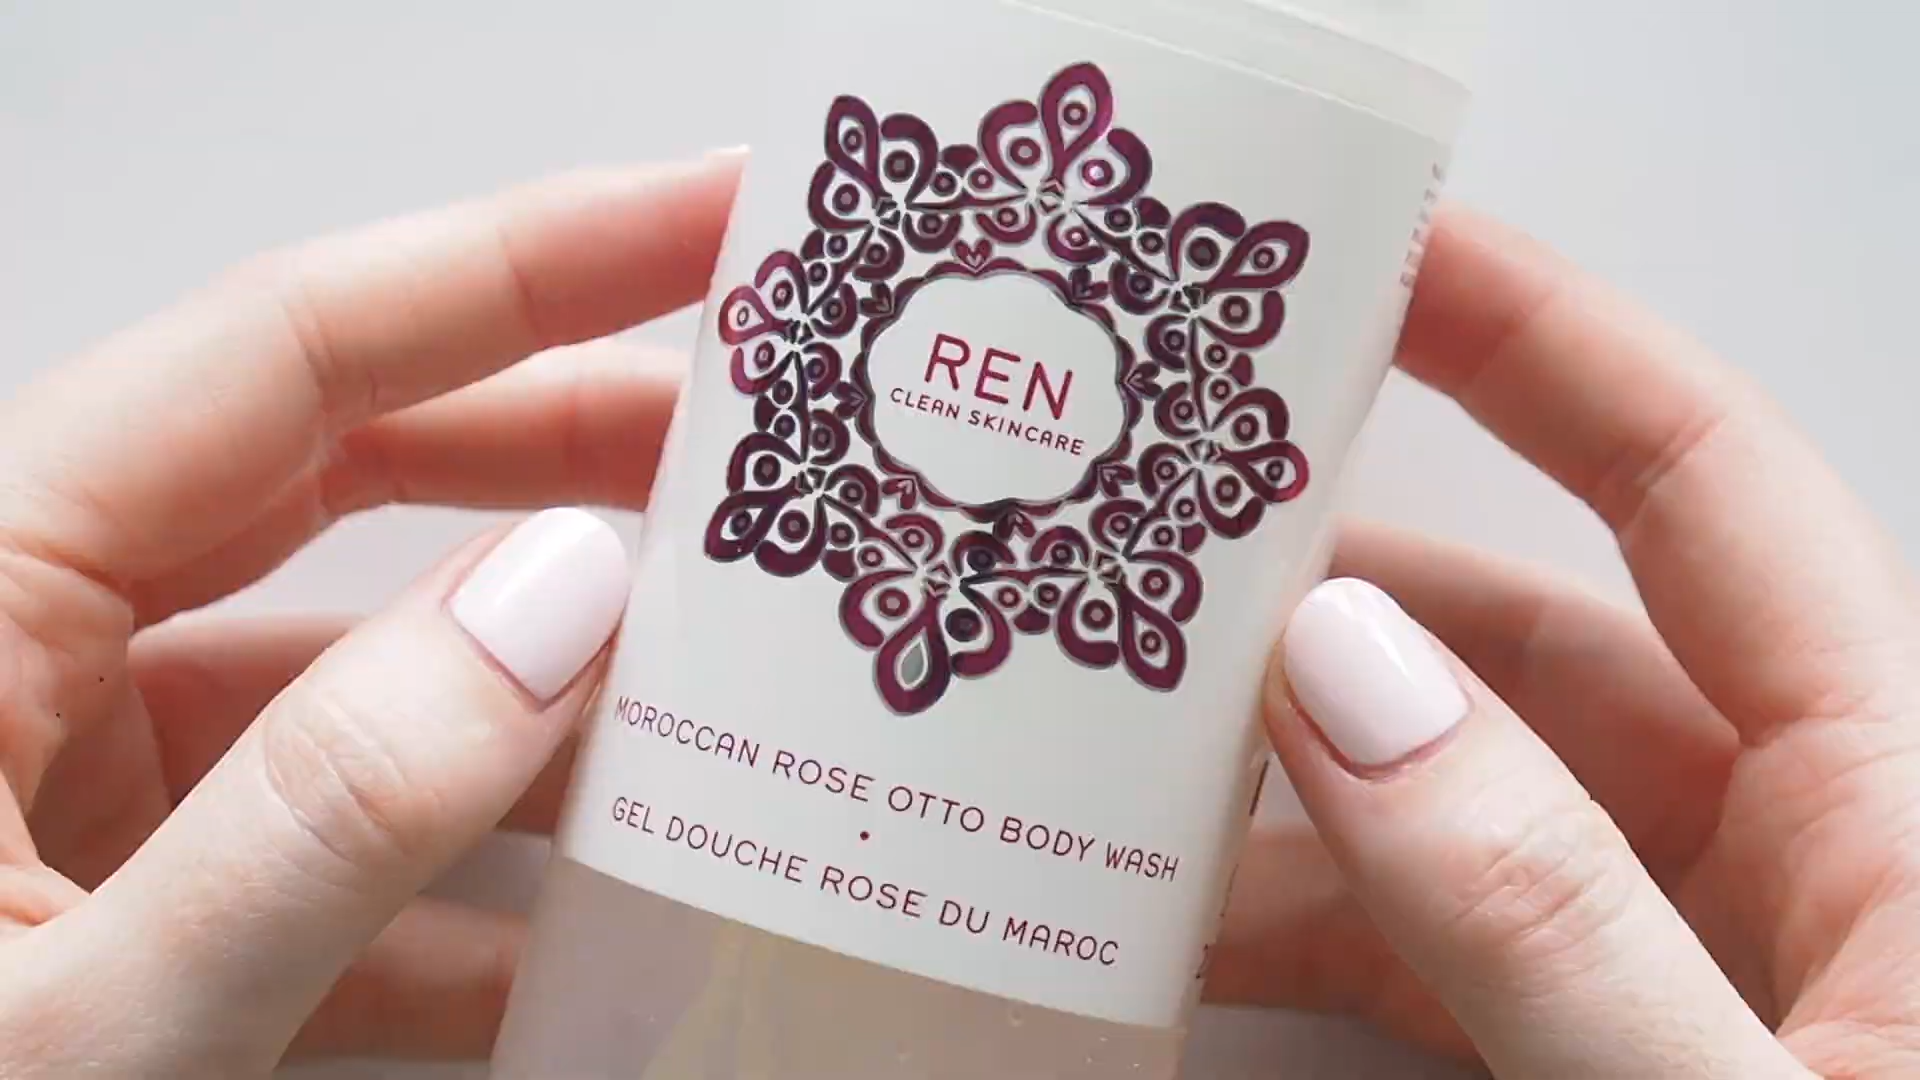 REN
CLEAN SKINCARE
MOROCCAN ROSE OTTO BODY WASH
•
GEL DOUCHE ROSE DU MAROC